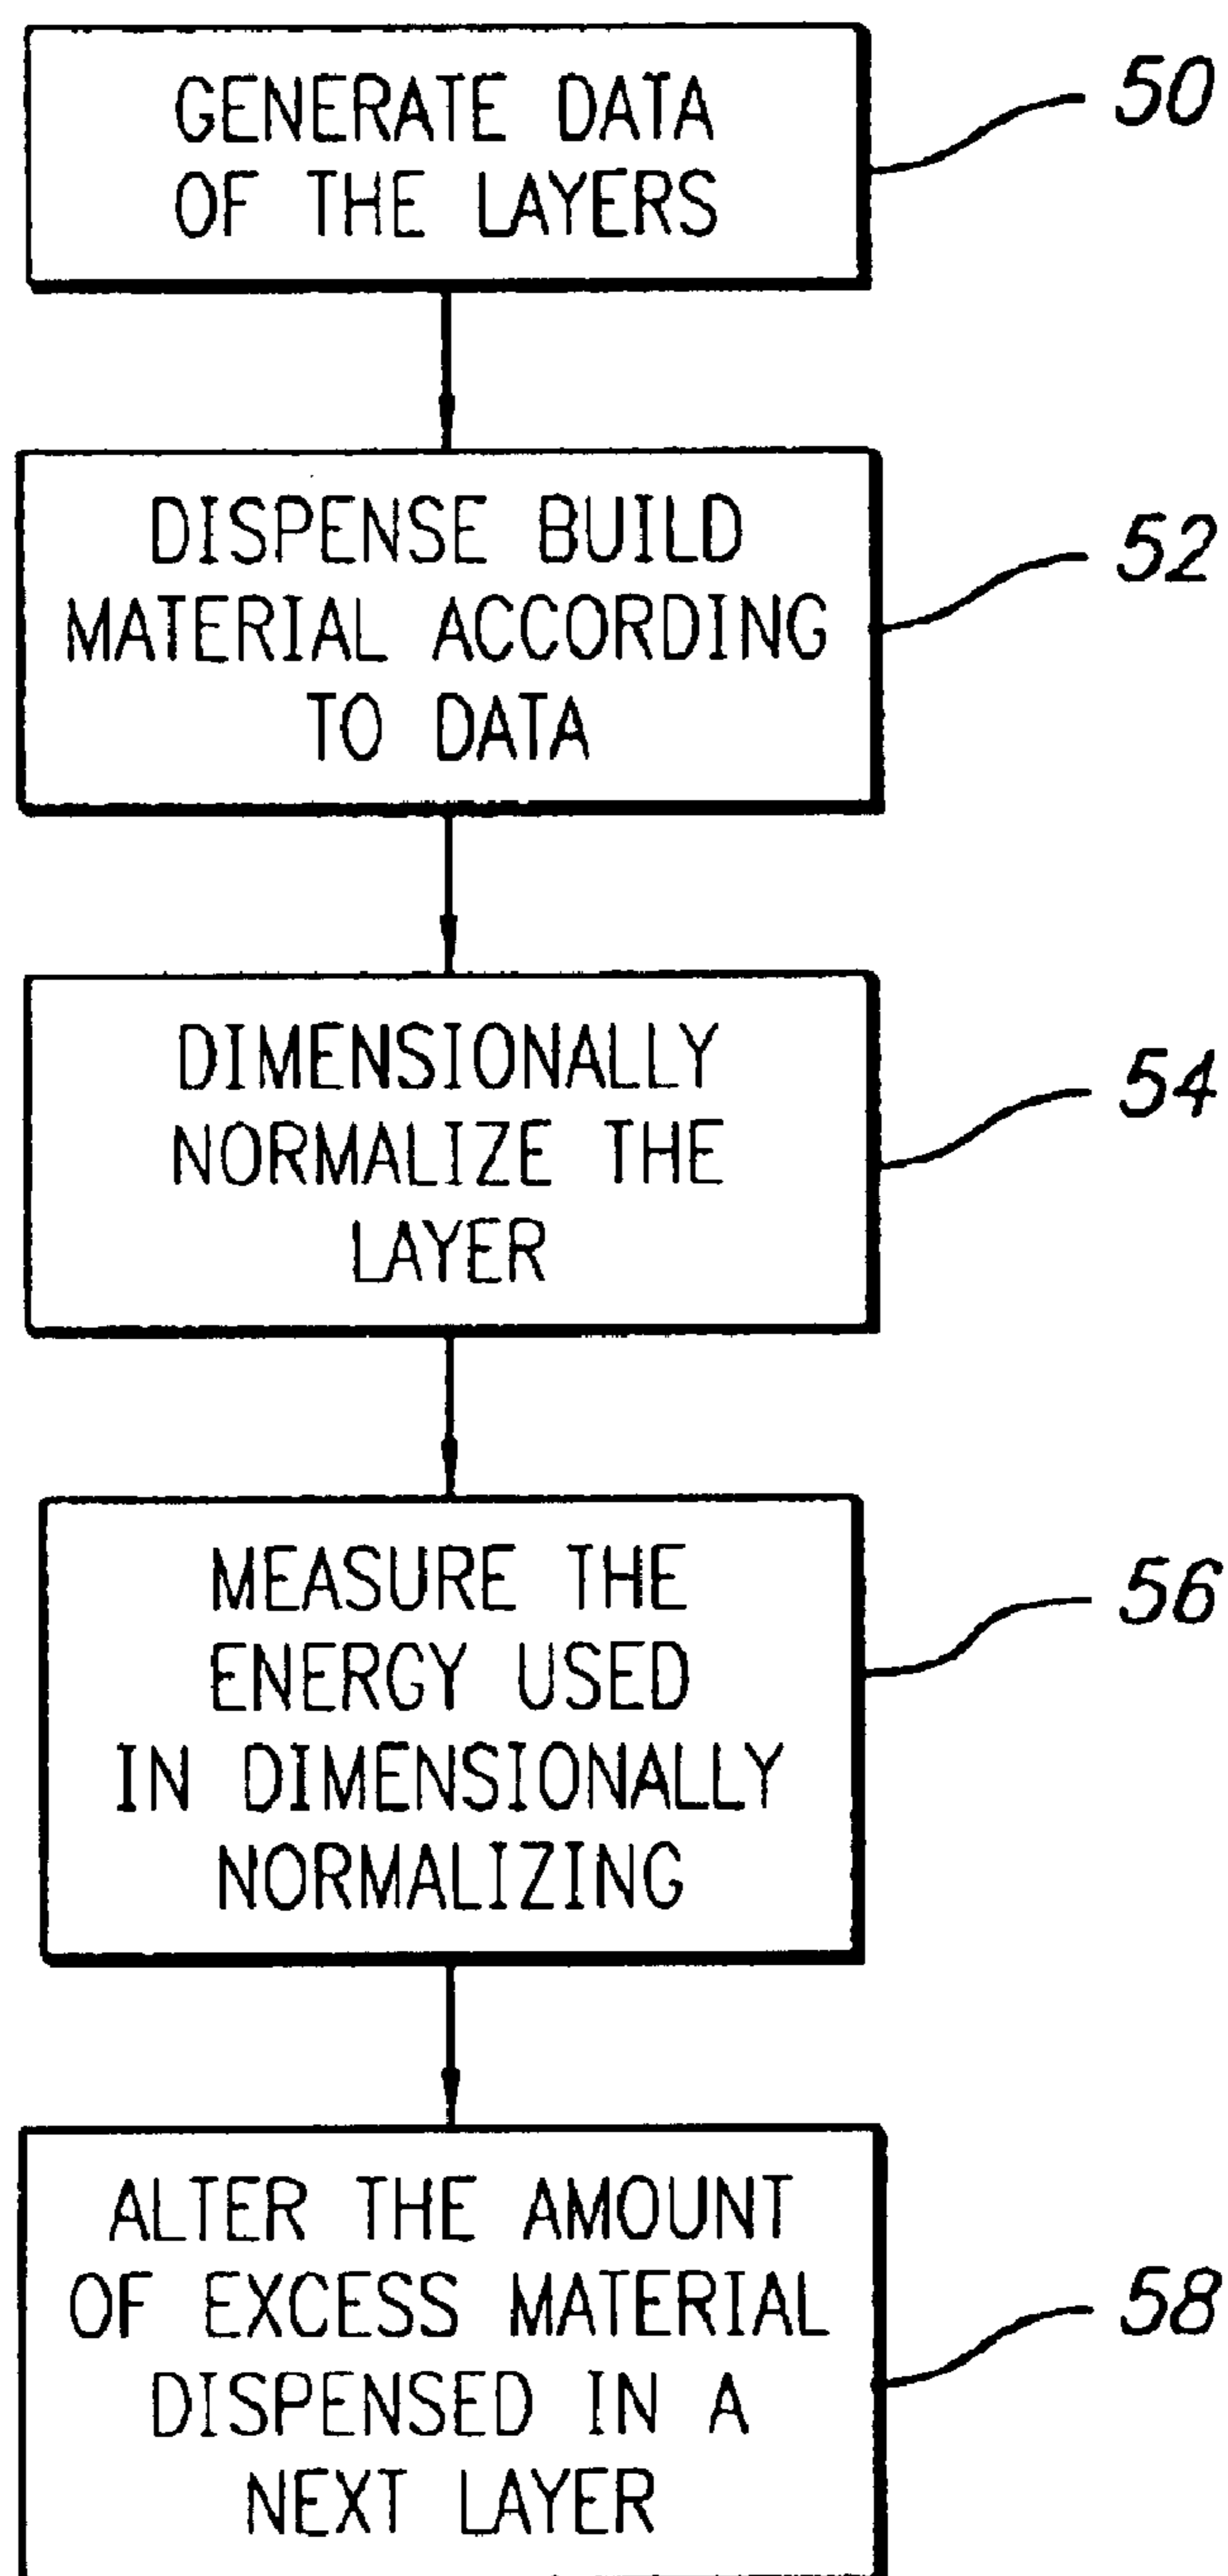 GENERATE DATA
OF THE LAYERS
50
DISPENSE BUILD
MATERIAL ACCORDING
TO DATA
52
DIMENSIONALLY
NORMALIZE THE
LAYER
54
MEASURE THE
ENERGY USED
IN DIMENSIONALLY
NORMALIZING
56
ALTER THE AMOUNT
OF EXCESS MATERIAL
DISPENSED IN A
NEXT LAYER
58